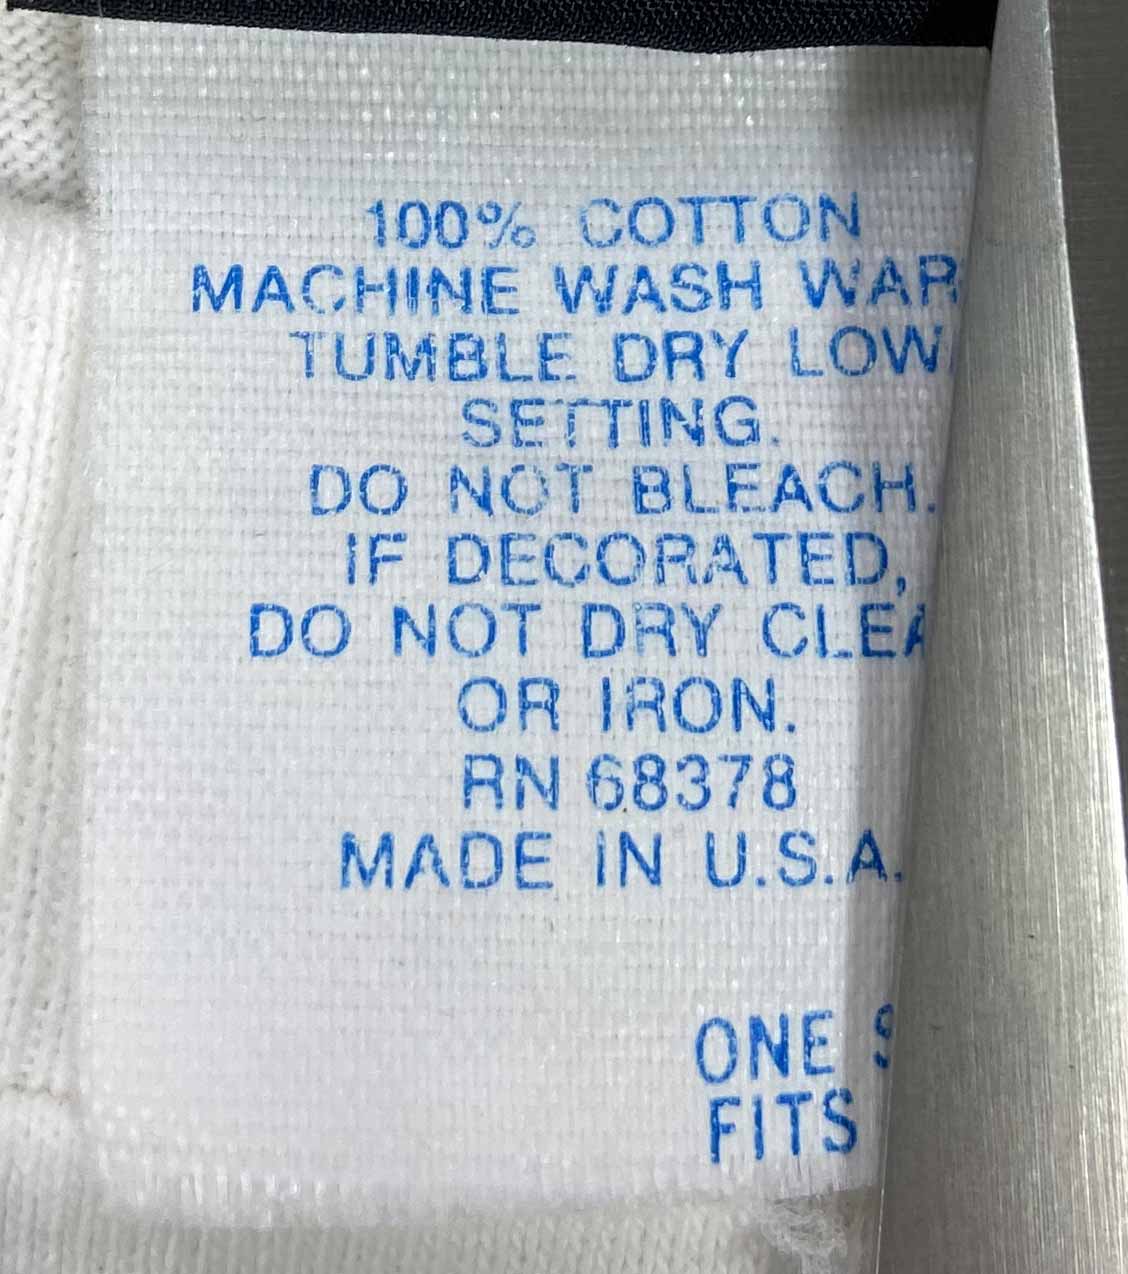 100% COTTON
MACHINE WASH WAR
TUMBLE DRY LOW
SETTING.
DO NOT BLEACH.
IF DECORATED,
DO NOT DRY CLEA
OR IRON.
RN 68378
MADE IN U.S.A.
ONE S
FITS